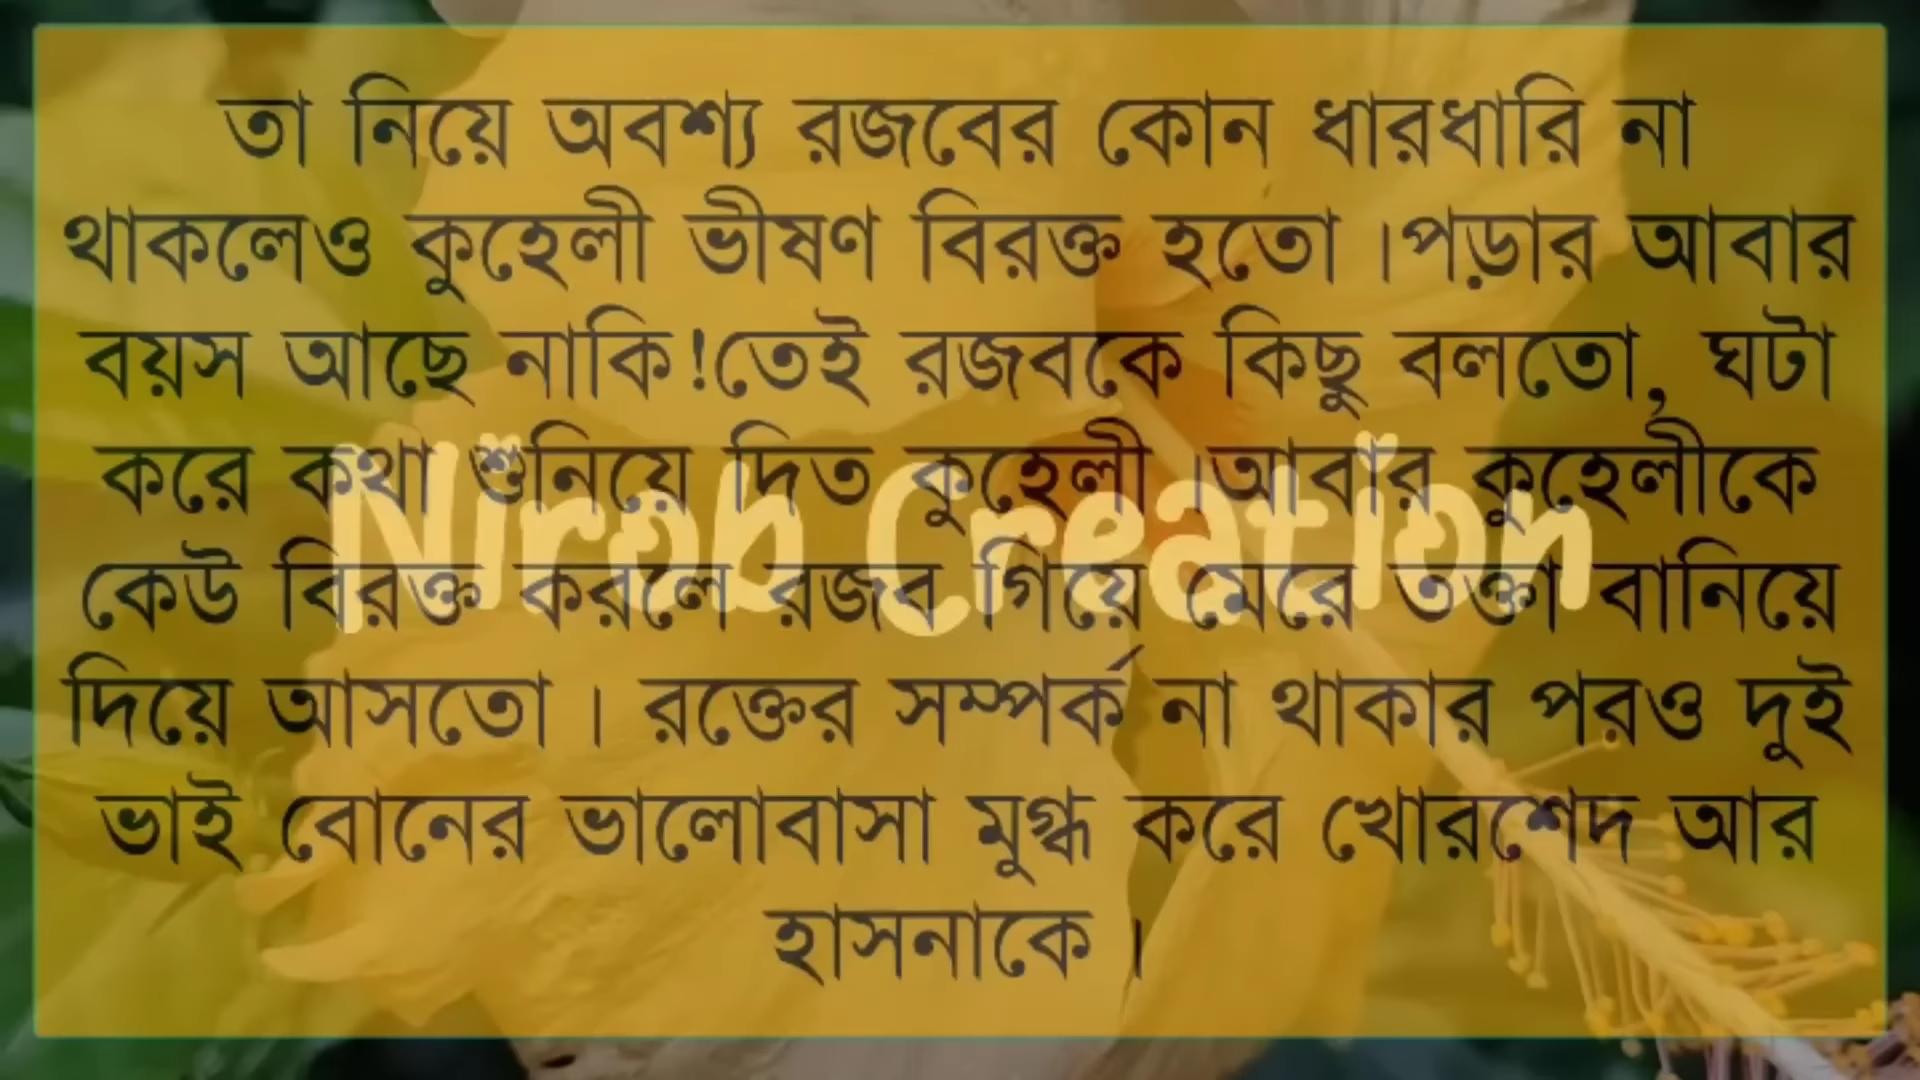 তা নিয়ে অবশ্য রজবের কোন ধারধারি না
থাকলেও কুহেলী ভীষণ বিরক্ত হতো ।পড়ার আবার
বয়স আছে নাকি!তেই রজবকে কিছু বলতো, ঘটা
করে কথা শুনিয়ে দিত কুহেলী ।আবার কুহেলীকে
কেউ বিরক্ত করলে রজব গিয়ে মেরে তক্তা বানিয়ে
দিয়ে আসতো । রক্তের সম্পর্ক না থাকার পরও দুই
ভাই বোনের ভালোবাসা মুগ্ধ করে খোরশেদ আর
হাসনাকে ।
Nirob Creation